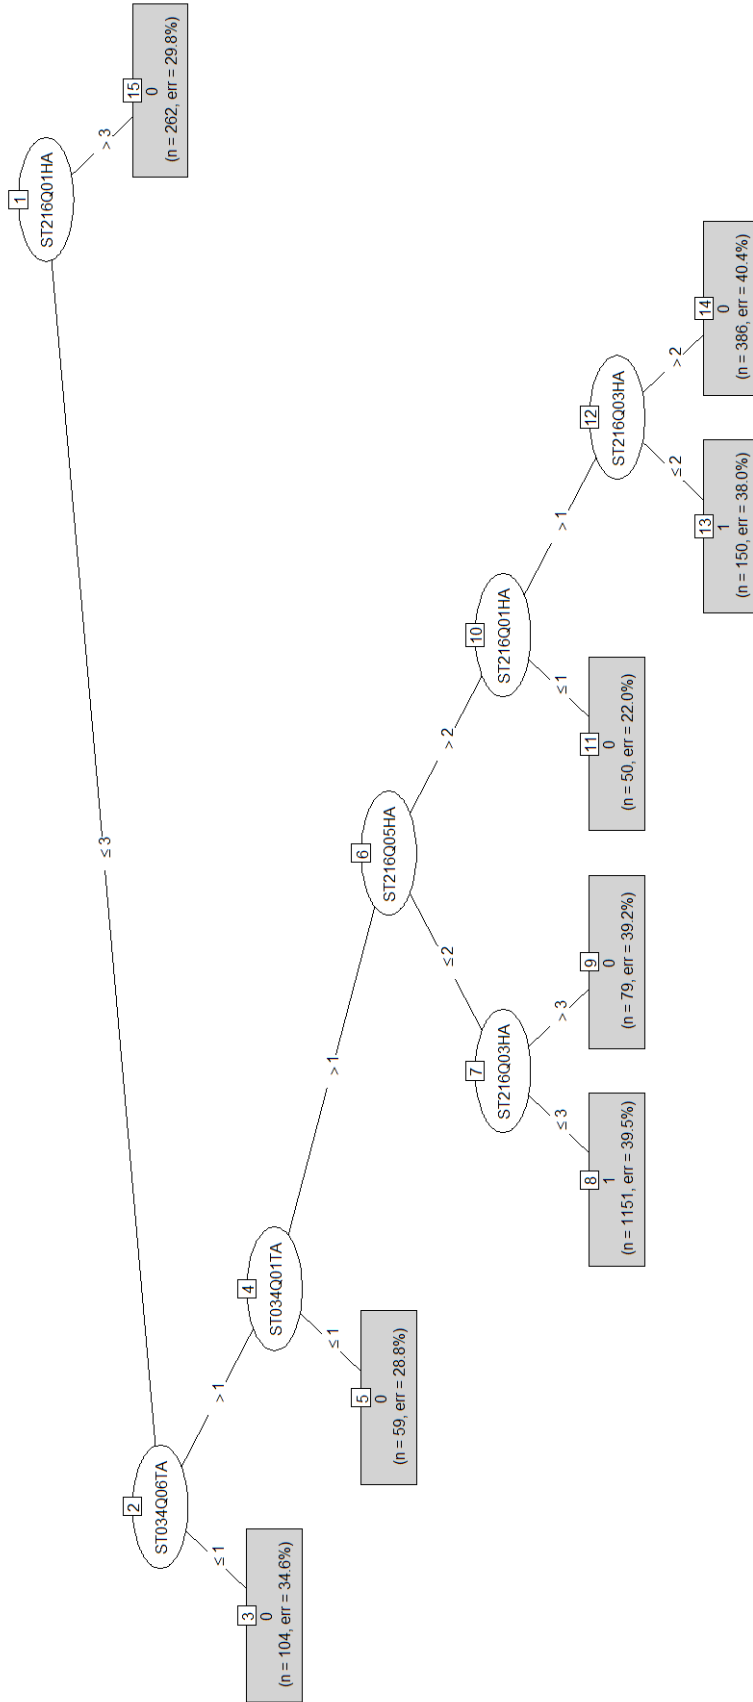 1
ST216Q01HA
≤ 3
> 3
2
ST034Q06TA
≤ 1
> 1
3
0
(n = 104, err = 34.6%)
4
ST034Q01TA
≤ 1
> 1
5
0
(n = 59, err = 28.8%)
6
ST216Q05HA
≤ 2
> 2
7
ST216Q03HA
≤ 3
> 3
8
1
(n = 1151, err = 39.5%)
9
0
(n = 79, err = 39.2%)
10
ST216Q01HA
≤ 1
> 1
11
0
(n = 50, err = 22.0%)
12
ST216Q03HA
≤ 2
> 2
13
1
(n = 150, err = 38.0%)
14
0
(n = 386, err = 40.4%)
15
0
(n = 262, err = 29.8%)